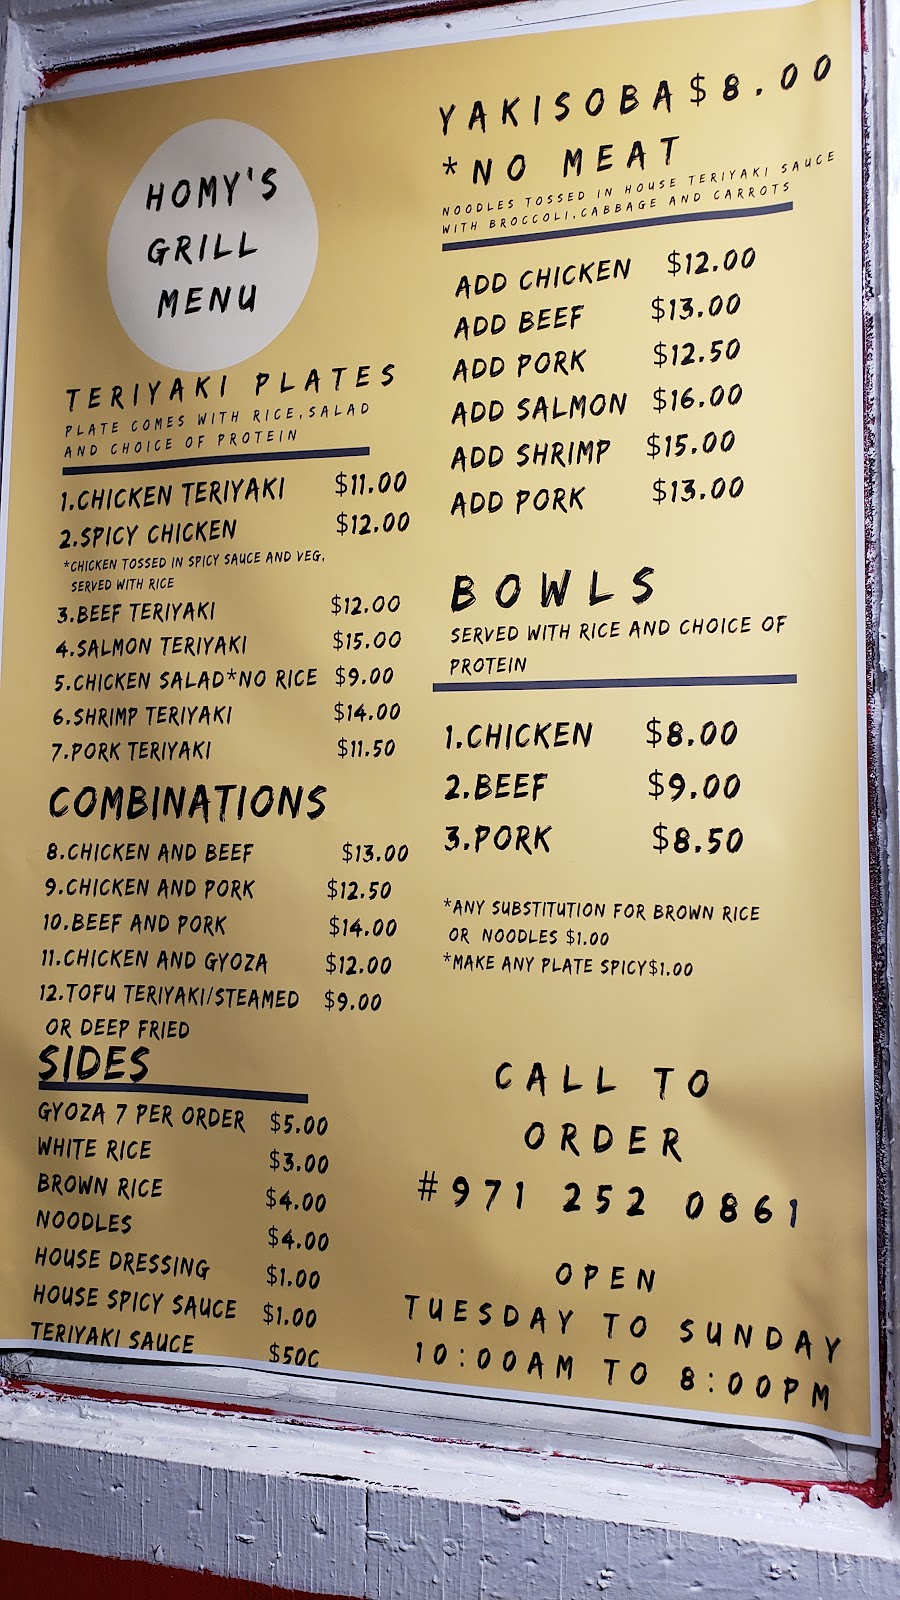 HOMY'S
GRILL
MENU
TERIYAKI PLATES
PLATE COMES WITH RICE, SALAD
AND CHOICE OF PROTEIN
1.CHICKEN TERIYAKI $11.00
2.SPICY CHICKEN $12.00
*CHICKEN TOSSED IN SPICY SAUCE AND VEG,
SERVED WITH RICE
3.BEEF TERIYAKI $12.00
4.SALMON TERIYAKI $15.00
5.CHICKEN SALAD*NO RICE $9.00
6.SHRIMP TERIYAKI $14.00
7.PORK TERIYAKI $11.50
COMBINATIONS
8.CHICKEN AND BEEF $13.00
9.CHICKEN AND PORK $12.50
10.BEEF AND PORK $14.00
11.CHICKEN AND GYOZA $12.00
12.TOFU TERIYAKI/STEAMED $9.00
OR DEEP FRIED
SIDES
GYOZA 7 PER ORDER $5.00
WHITE RICE $3.00
BROWN RICE $4.00
NOODLES $4.00
HOUSE DRESSING $1.00
HOUSE SPICY SAUCE $1.00
TERIYAKI SAUCE $50C
YAKISOBA$8.00
*NO MEAT
NOODLES TOSSED IN HOUSE TERIYAKI SAUCE
WITH BROCCOLI,CABBAGE AND CARROTS
ADD CHICKEN $12.00
ADD BEEF $13.00
ADD PORK $12.50
ADD SALMON $16.00
ADD SHRIMP $15.00
ADD PORK $13.00
BOWLS
SERVED WITH RICE AND CHOICE OF
PROTEIN
1.CHICKEN $8.00
2.BEEF $9.00
3.PORK $8.50
*ANY SUBSTITUTION FOR BROWN RICE
OR NOODLES $1.00
*MAKE ANY PLATE SPICY$1.00
CALL TO
ORDER
#971 252 0861
OPEN
TUESDAY TO SUNDAY
10:00AM TO 8:00PM